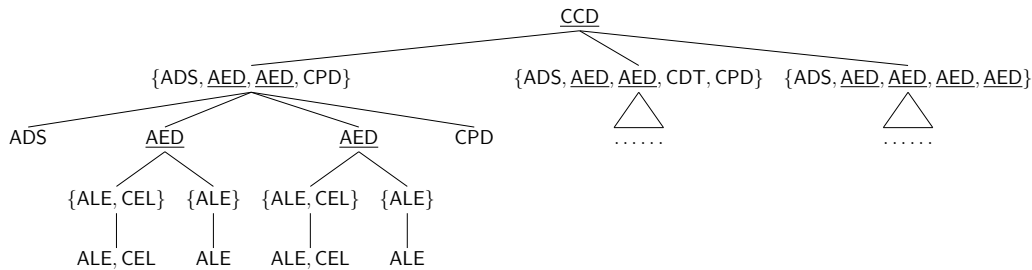 CCD
{ADS, AED, AED, CPD} {ADS, AED, AED, CDT, CPD} {ADS, AED, AED, AED, AED}
ADS AED AED CPD ...... ......
{ALE, CEL} {ALE} {ALE, CEL} {ALE}
ALE, CEL ALE ALE, CEL ALE